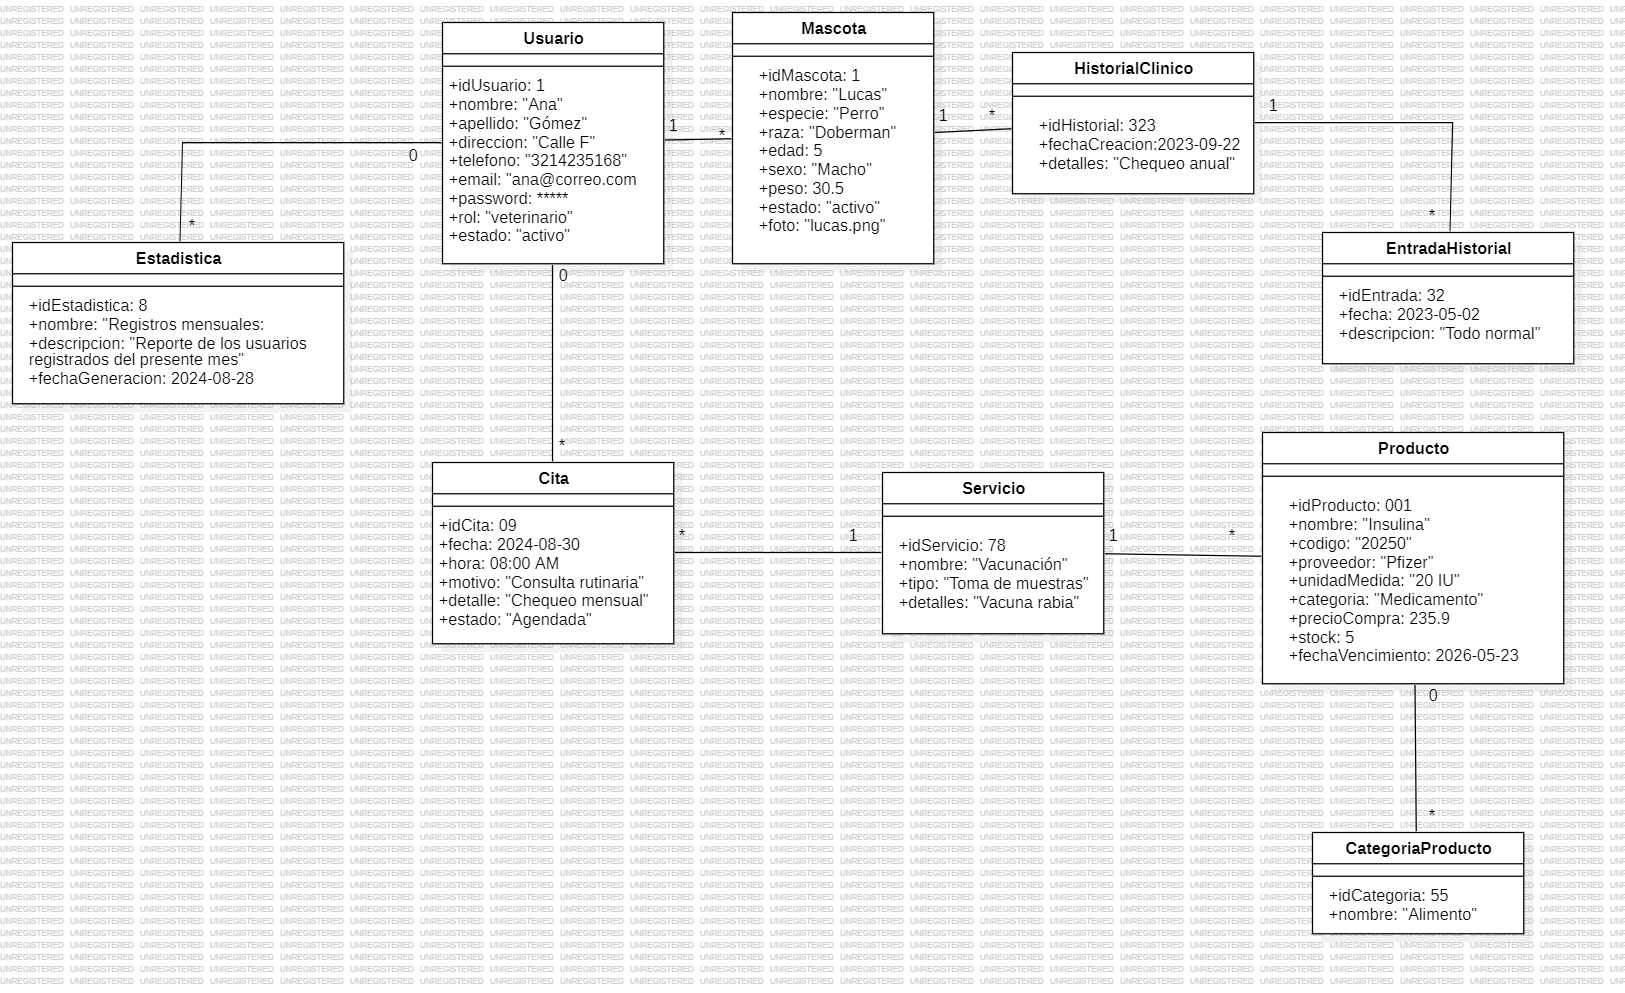 Usuario
+idUsuario: 1
+nombre: "Ana"
+apellido: "Gómez"
+direccion: "Calle F"
+telefono: "3214235168"
+email: "ana@correo.com
+password: *****
+rol: "veterinario"
+estado: "activo"
1
*
0
*
0
*
Mascota
+idMascota: 1
+nombre: "Lucas"
+especie: "Perro"
+raza: "Doberman"
+edad: 5
+sexo: "Macho"
+peso: 30.5
+estado: "activo"
+foto: "lucas.png"
1
*
HistorialClinico
+idHistorial: 323
+fechaCreacion:2023-09-22
+detalles: "Chequeo anual"
1
*
EntradaHistorial
+idEntrada: 32
+fecha: 2023-05-02
+descripcion: "Todo normal"
Estadistica
+idEstadistica: 8
+nombre: "Registros mensuales:
+descripcion: "Reporte de los usuarios
registrados del presente mes"
+fechaGeneracion: 2024-08-28
Cita
+idCita: 09
+fecha: 2024-08-30
+hora: 08:00 AM
+motivo: "Consulta rutinaria"
+detalle: "Chequeo mensual"
+estado: "Agendada"
*
1
Servicio
+idServicio: 78
+nombre: "Vacunación"
+tipo: "Toma de muestras"
+detalles: "Vacuna rabia"
1
*
Producto
+idProducto: 001
+nombre: "Insulina"
+codigo: "20250"
+proveedor: "Pfizer"
+unidadMedida: "20 IU"
+categoria: "Medicamento"
+precioCompra: 235.9
+stock: 5
+fechaVencimiento: 2026-05-23
0
*
CategoriaProducto
+idCategoria: 55
+nombre: "Alimento"
UNREGISTERED